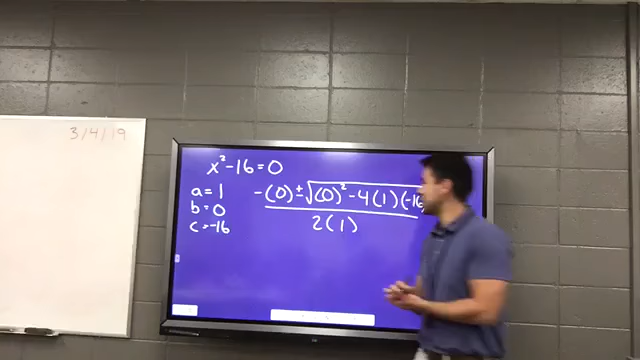 3/4/19
x² - 16 = 0
a = 1
b = 0
c = -16
-(0) ± √(0)² - 4(1)(-16
2(1)